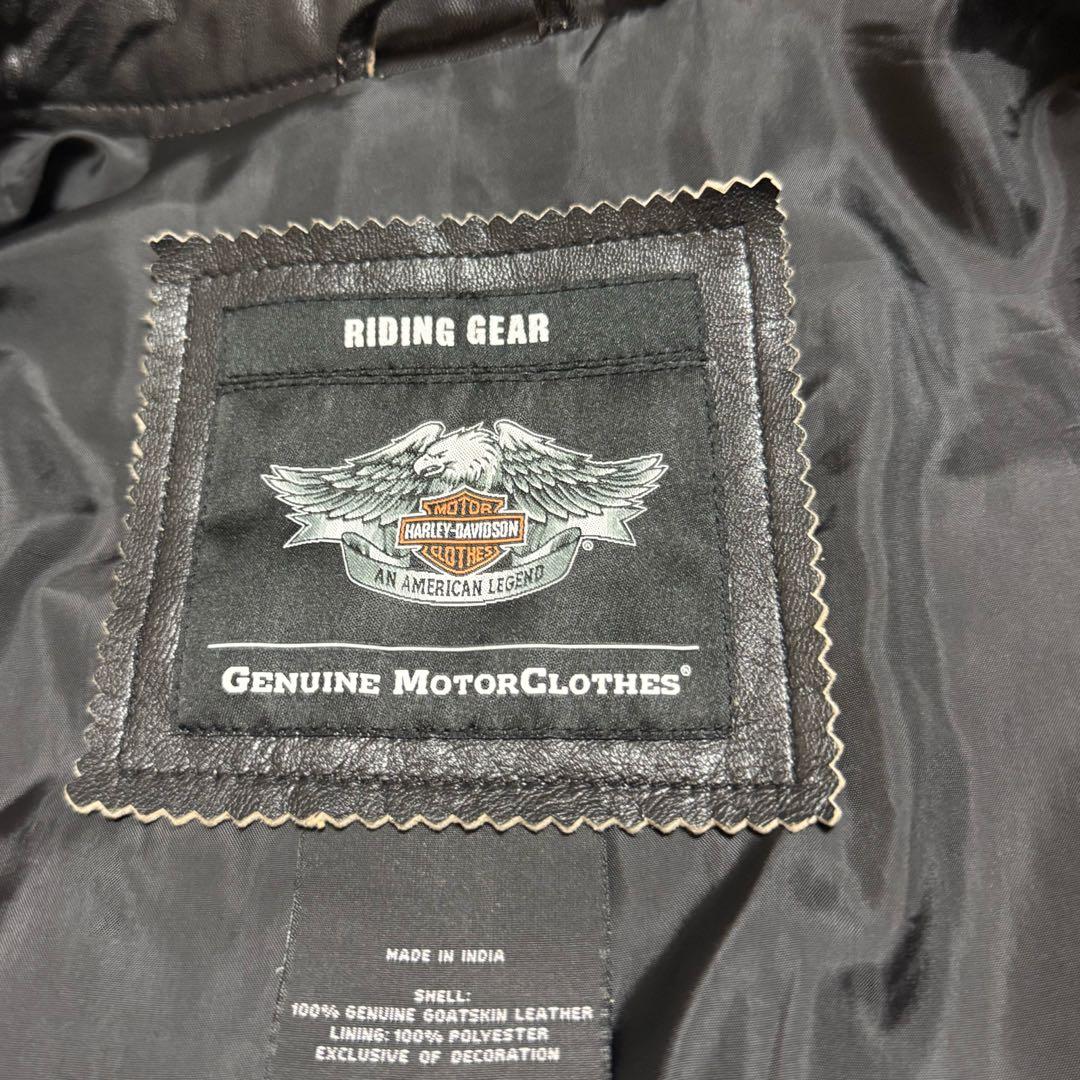 RIDING GEAR
MOTOR
HARLEY-DAVIDSON
CLOTHES
®
AN AMERICAN LEGEND
GENUINE MOTORCLOTHES®
MADE IN INDIA
SHELL:
100% GENUINE GOATSKIN LEATHER
LINING: 100% POLYESTER
EXCLUSIVE OF DECORATION